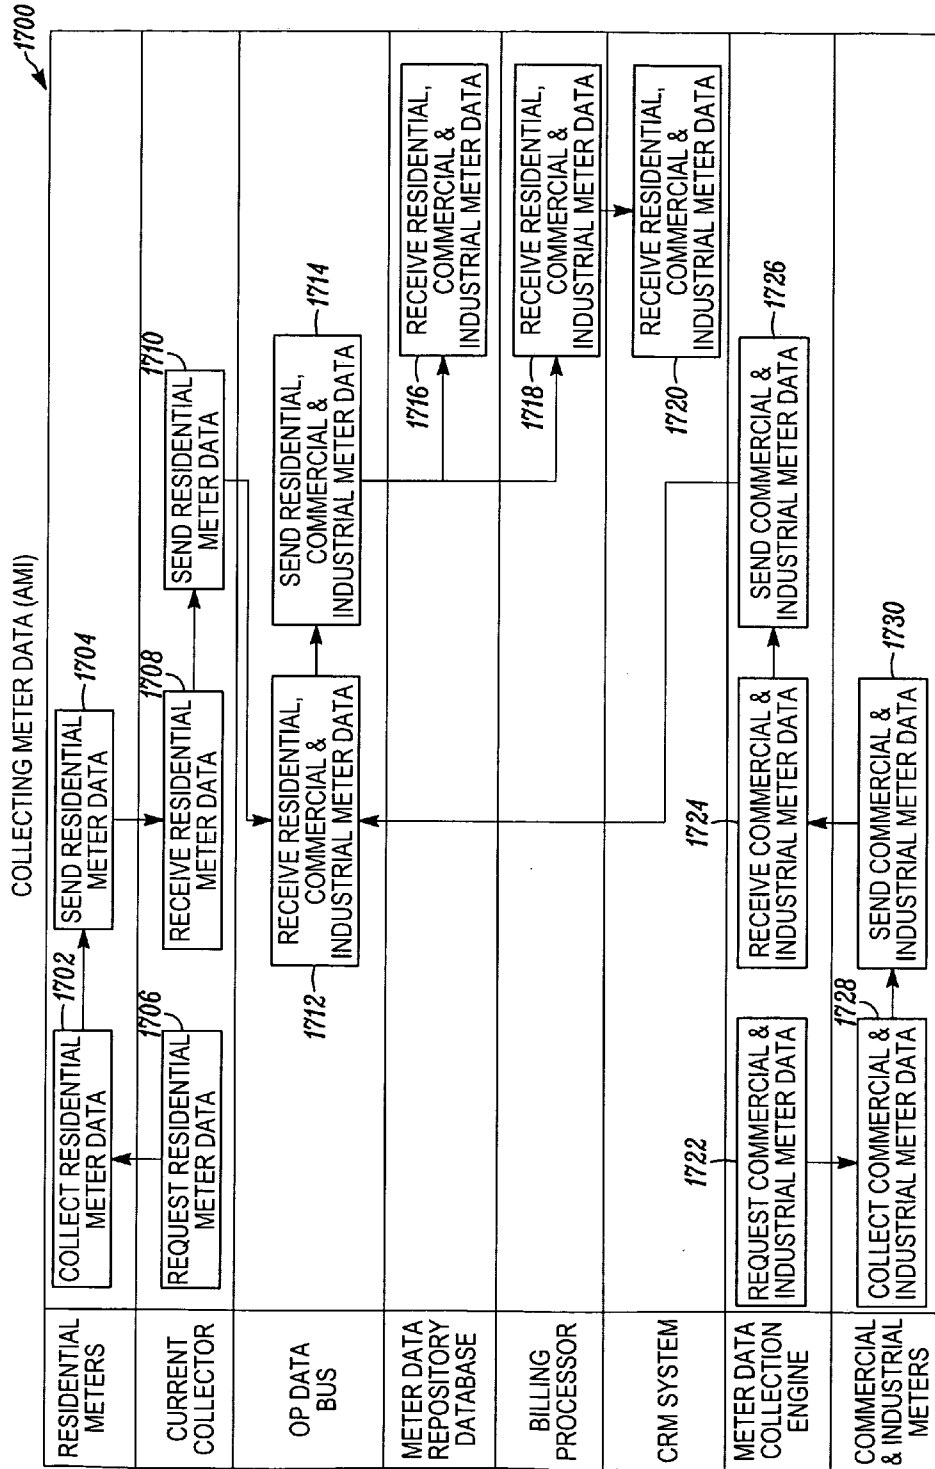 COLLECTING METER DATA (AMI)
1700
RESIDENTIAL
METERS
COLLECT RESIDENTIAL
METER DATA
1702
SEND RESIDENTIAL
METER DATA
1704
CURRENT
COLLECTOR
REQUEST RESIDENTIAL
METER DATA
1706
RECEIVE RESIDENTIAL
METER DATA
1708
SEND RESIDENTIAL
METER DATA
1710
OP DATA
BUS
RECEIVE RESIDENTIAL,
COMMERCIAL &
INDUSTRIAL METER DATA
1712
SEND RESIDENTIAL,
COMMERCIAL &
INDUSTRIAL METER DATA
1714
METER DATA
REPOSITORY
DATABASE
1716
RECEIVE RESIDENTIAL,
COMMERCIAL &
INDUSTRIAL METER DATA
BILLING
PROCESSOR
1718
RECEIVE RESIDENTIAL,
COMMERCIAL &
INDUSTRIAL METER DATA
CRM SYSTEM
1720
RECEIVE RESIDENTIAL,
COMMERCIAL &
INDUSTRIAL METER DATA
METER DATA
COLLECTION
ENGINE
1722
REQUEST COMMERCIAL &
INDUSTRIAL METER DATA
1724
RECEIVE COMMERCIAL &
INDUSTRIAL METER DATA
SEND COMMERCIAL &
INDUSTRIAL METER DATA
1726
COMMERCIAL
& INDUSTRIAL
METERS
COLLECT COMMERCIAL &
INDUSTRIAL METER DATA
1728
SEND COMMERCIAL &
INDUSTRIAL METER DATA
1730